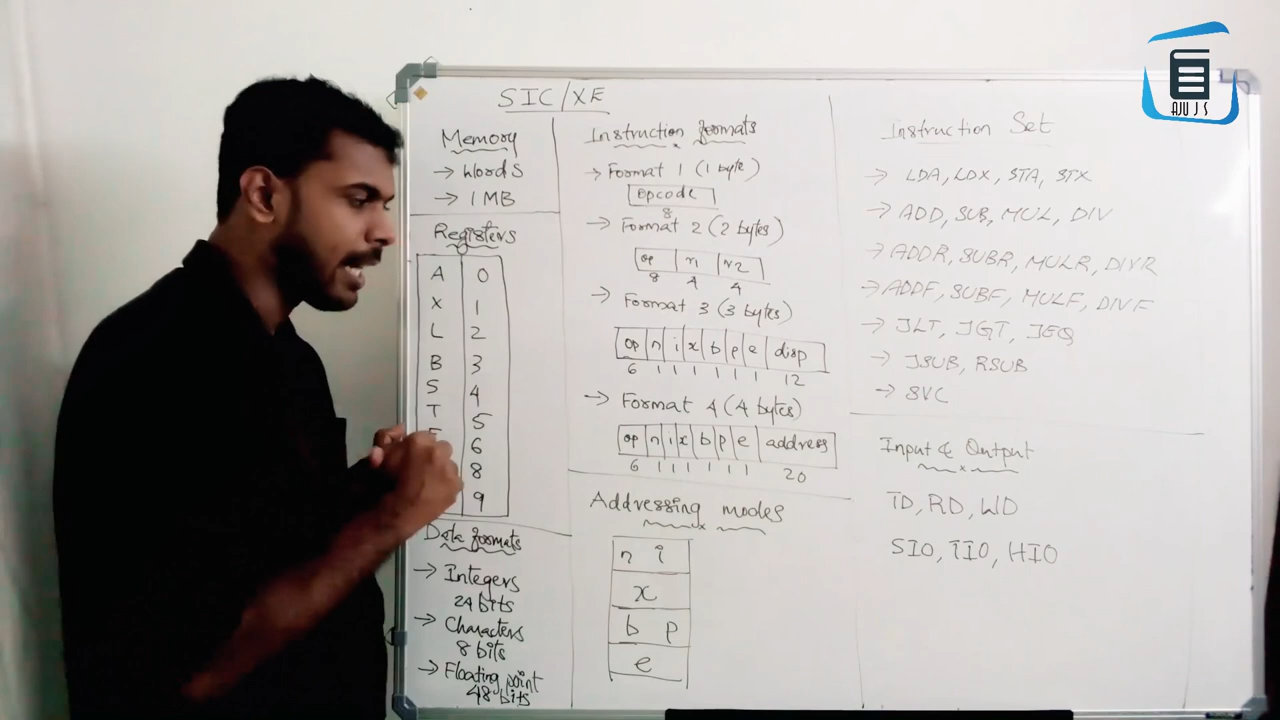 SIC/XE
Memory
→ Words
→ 1 MB
Registers
A 0
X 1
L 2
B 3
S 4
T 5
6
8
9
Data formats
→ Integers
24 bits
→ Characters
8 bits
→ Floating point
48 bits
Instruction formats
→ Format 1 (1 byte)
opcode
8
→ Format 2 (2 bytes)
op r1 r2
8 4 4
→ Format 3 (3 bytes)
op n i x b p e disp
6 1 1 1 1 1 1 12
→ Format 4 (4 bytes)
op n i x b p e address
6 1 1 1 1 1 1 20
Addressing modes
n i
x
b p
e
Instruction Set
→ LDA, LDX, STA, STX
→ ADD, SUB, MUL, DIV
→ ADDR, SUBR, MULR, DIVR
→ ADDF, SUBF, MULF, DIVF
→ JLT, JGT, JEQ
→ JSUB, RSUB
→ SVC
Input & Output
TD, RD, WD
SIO, TIO, HIO
AJU J S